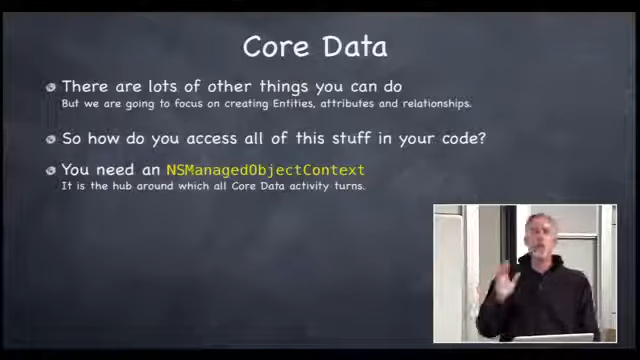 Core Data
There are lots of other things you can do
But we are going to focus on creating Entities, attributes and relationships.
So how do you access all of this stuff in your code?
You need an NSManagedObjectContext
It is the hub around which all Core Data activity turns.